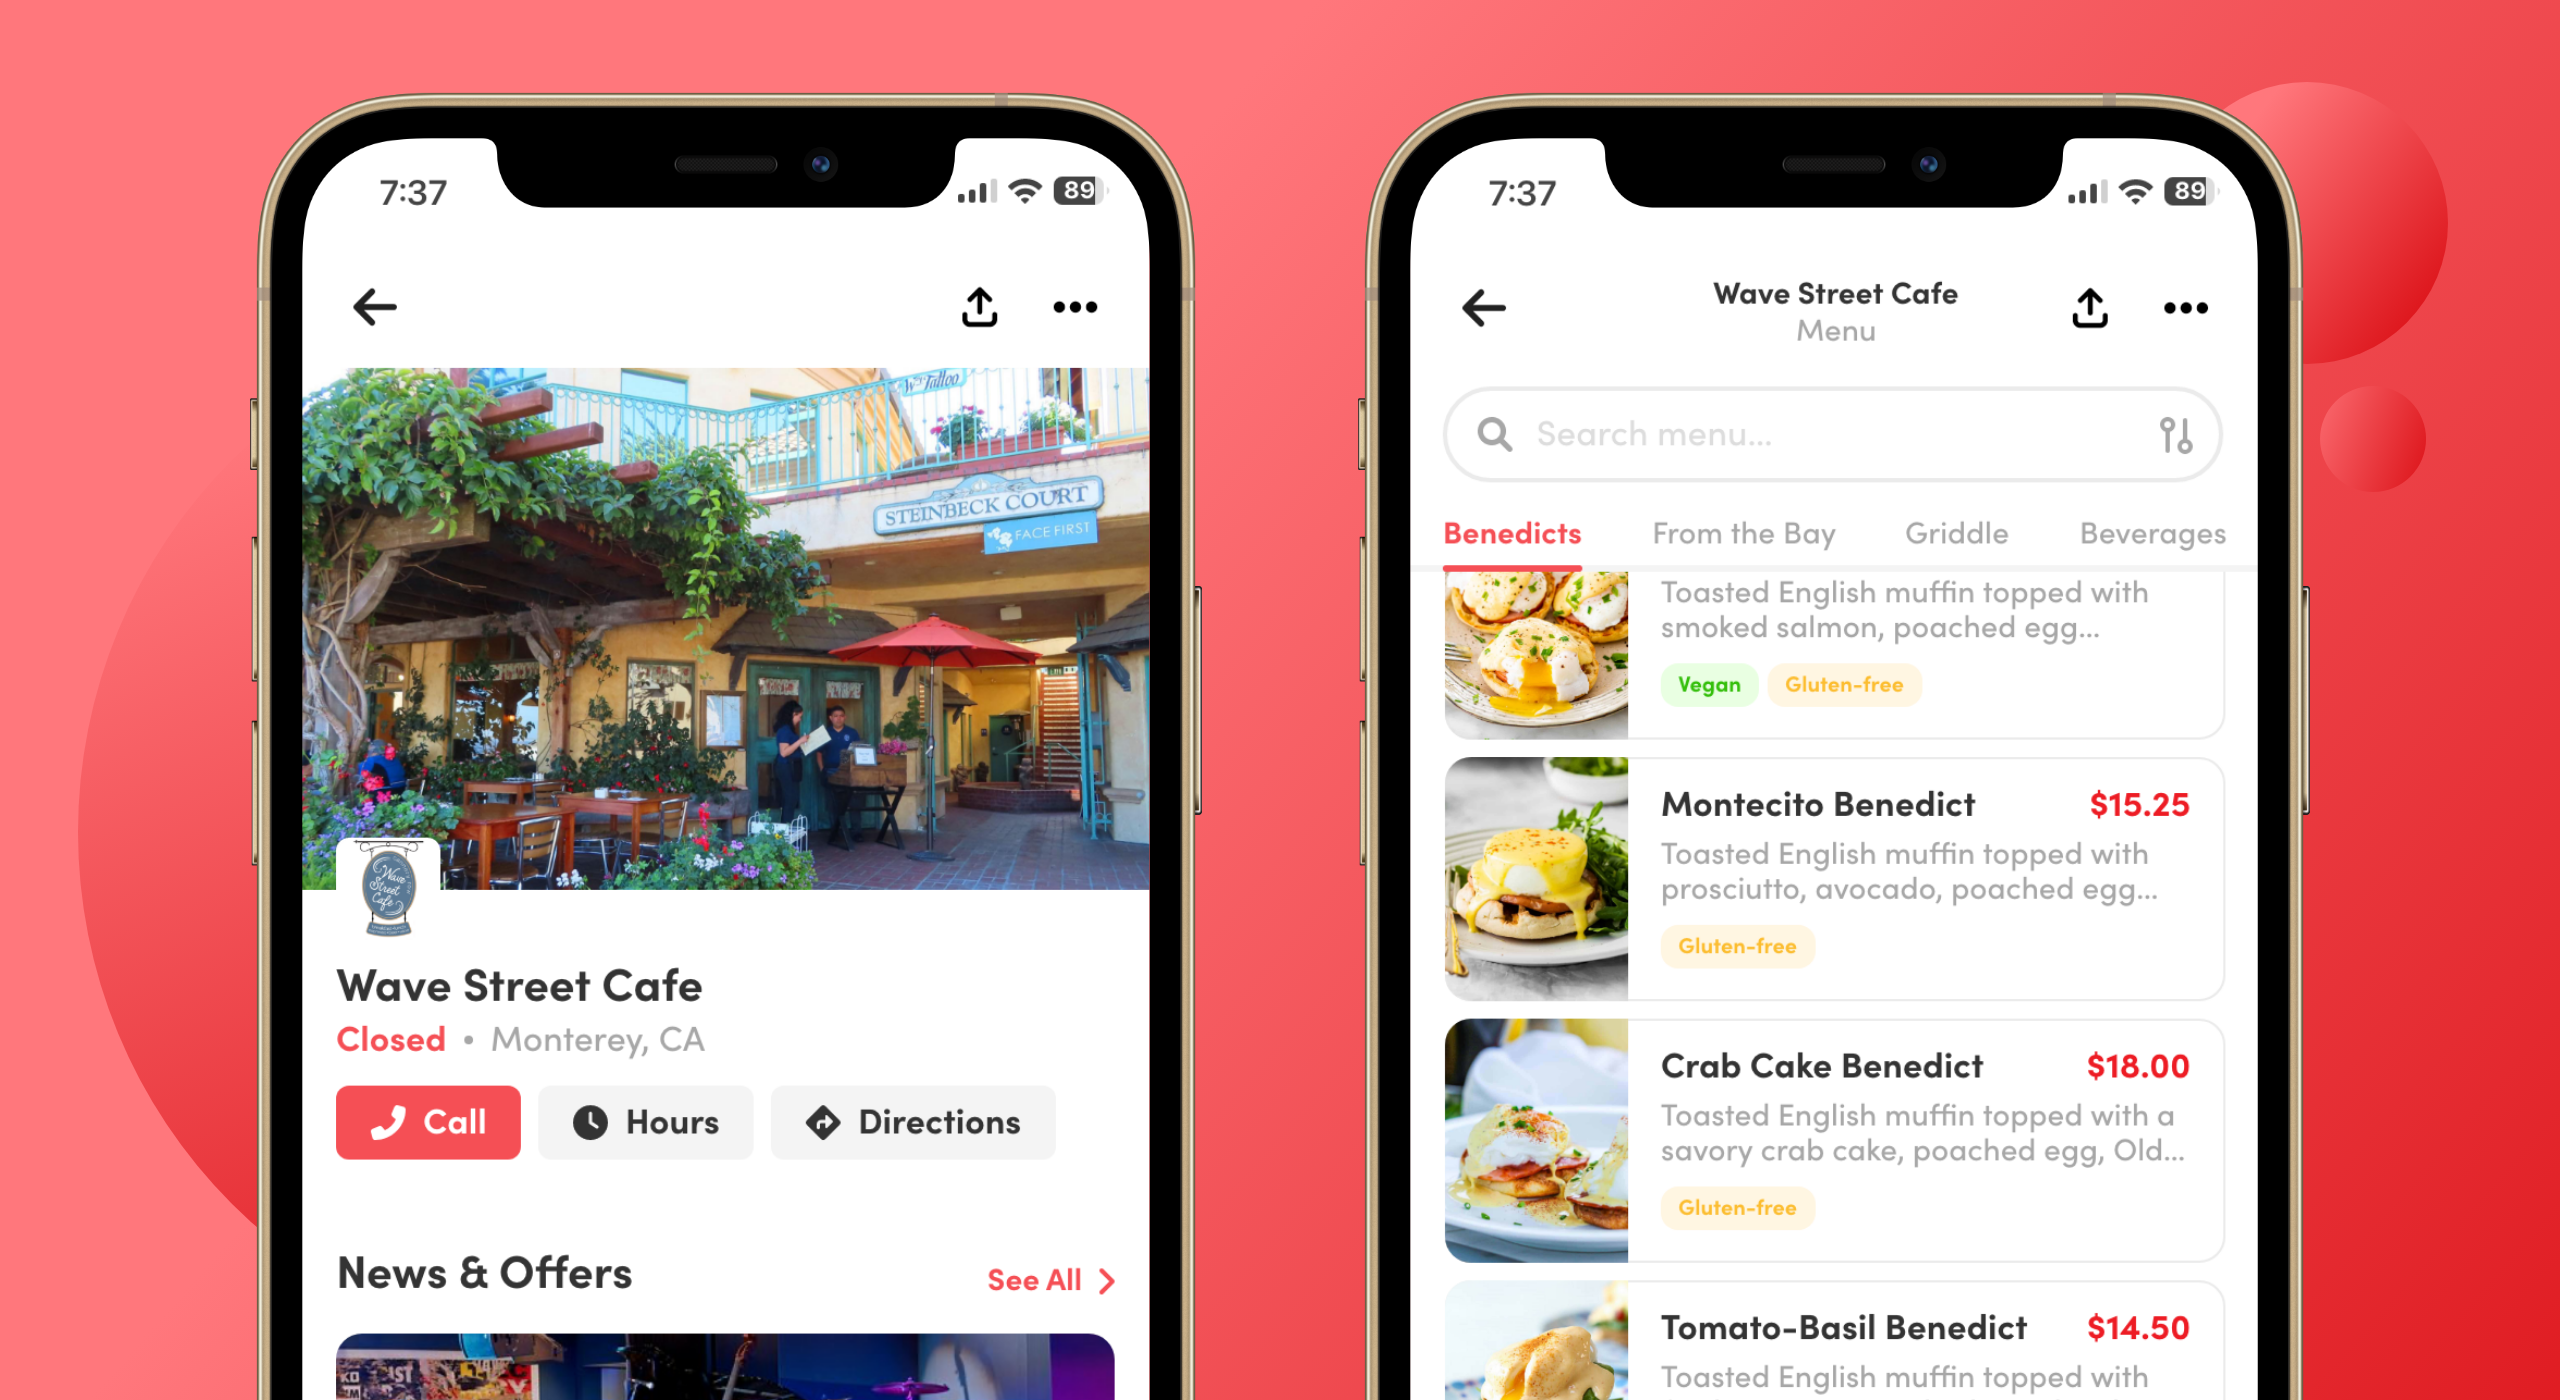 7:37
89
W's Tattoo
STEINBECK COURT
FACE FIRST
Wave
Street
Cafe
Wave Street Cafe
Closed • Monterey, CA
Call
Hours
Directions
News & Offers
See All
7:37
89
Wave Street Cafe
Menu
Search menu...
Benedicts
From the Bay
Griddle
Beverages
Toasted English muffin topped with
smoked salmon, poached egg...
Vegan
Gluten-free
Montecito Benedict
$15.25
Toasted English muffin topped with
prosciutto, avocado, poached egg...
Gluten-free
Crab Cake Benedict
$18.00
Toasted English muffin topped with a
savory crab cake, poached egg, Old...
Gluten-free
Tomato-Basil Benedict
$14.50
Toasted English muffin topped with